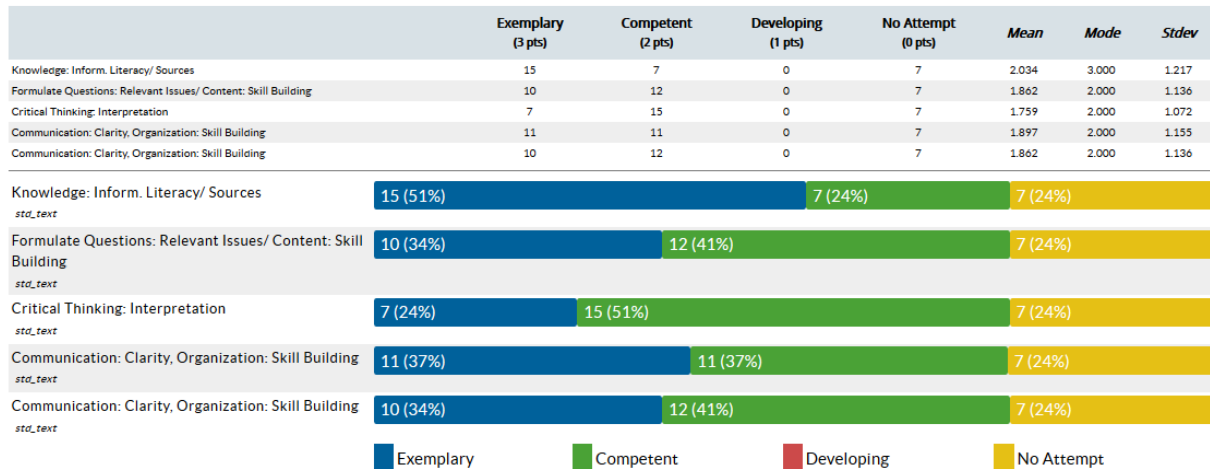 Exemplary Competent Developing No Attempt Mean Mode Stdev
(3 pts) (2 pts) (1 pts) (0 pts)
Knowledge: Inform. Literacy/ Sources 15 7 0 7 2.034 3.000 1.217
Formulate Questions: Relevant Issues/ Content: Skill Building 10 12 0 7 1.862 2.000 1.136
Critical Thinking: Interpretation 7 15 0 7 1.759 2.000 1.072
Communication: Clarity, Organization: Skill Building 11 11 0 7 1.897 2.000 1.155
Communication: Clarity, Organization: Skill Building 10 12 0 7 1.862 2.000 1.136
Knowledge: Inform. Literacy/ Sources 15 (51%) 7 (24%) 7 (24%)
std_text
Formulate Questions: Relevant Issues/ Content: Skill 10 (34%) 12 (41%) 7 (24%)
Building
std_text
Critical Thinking: Interpretation 7 (24%) 15 (51%) 7 (24%)
std_text
Communication: Clarity, Organization: Skill Building 11 (37%) 11 (37%) 7 (24%)
std_text
Communication: Clarity, Organization: Skill Building 10 (34%) 12 (41%) 7 (24%)
std_text
Exemplary Competent Developing No Attempt